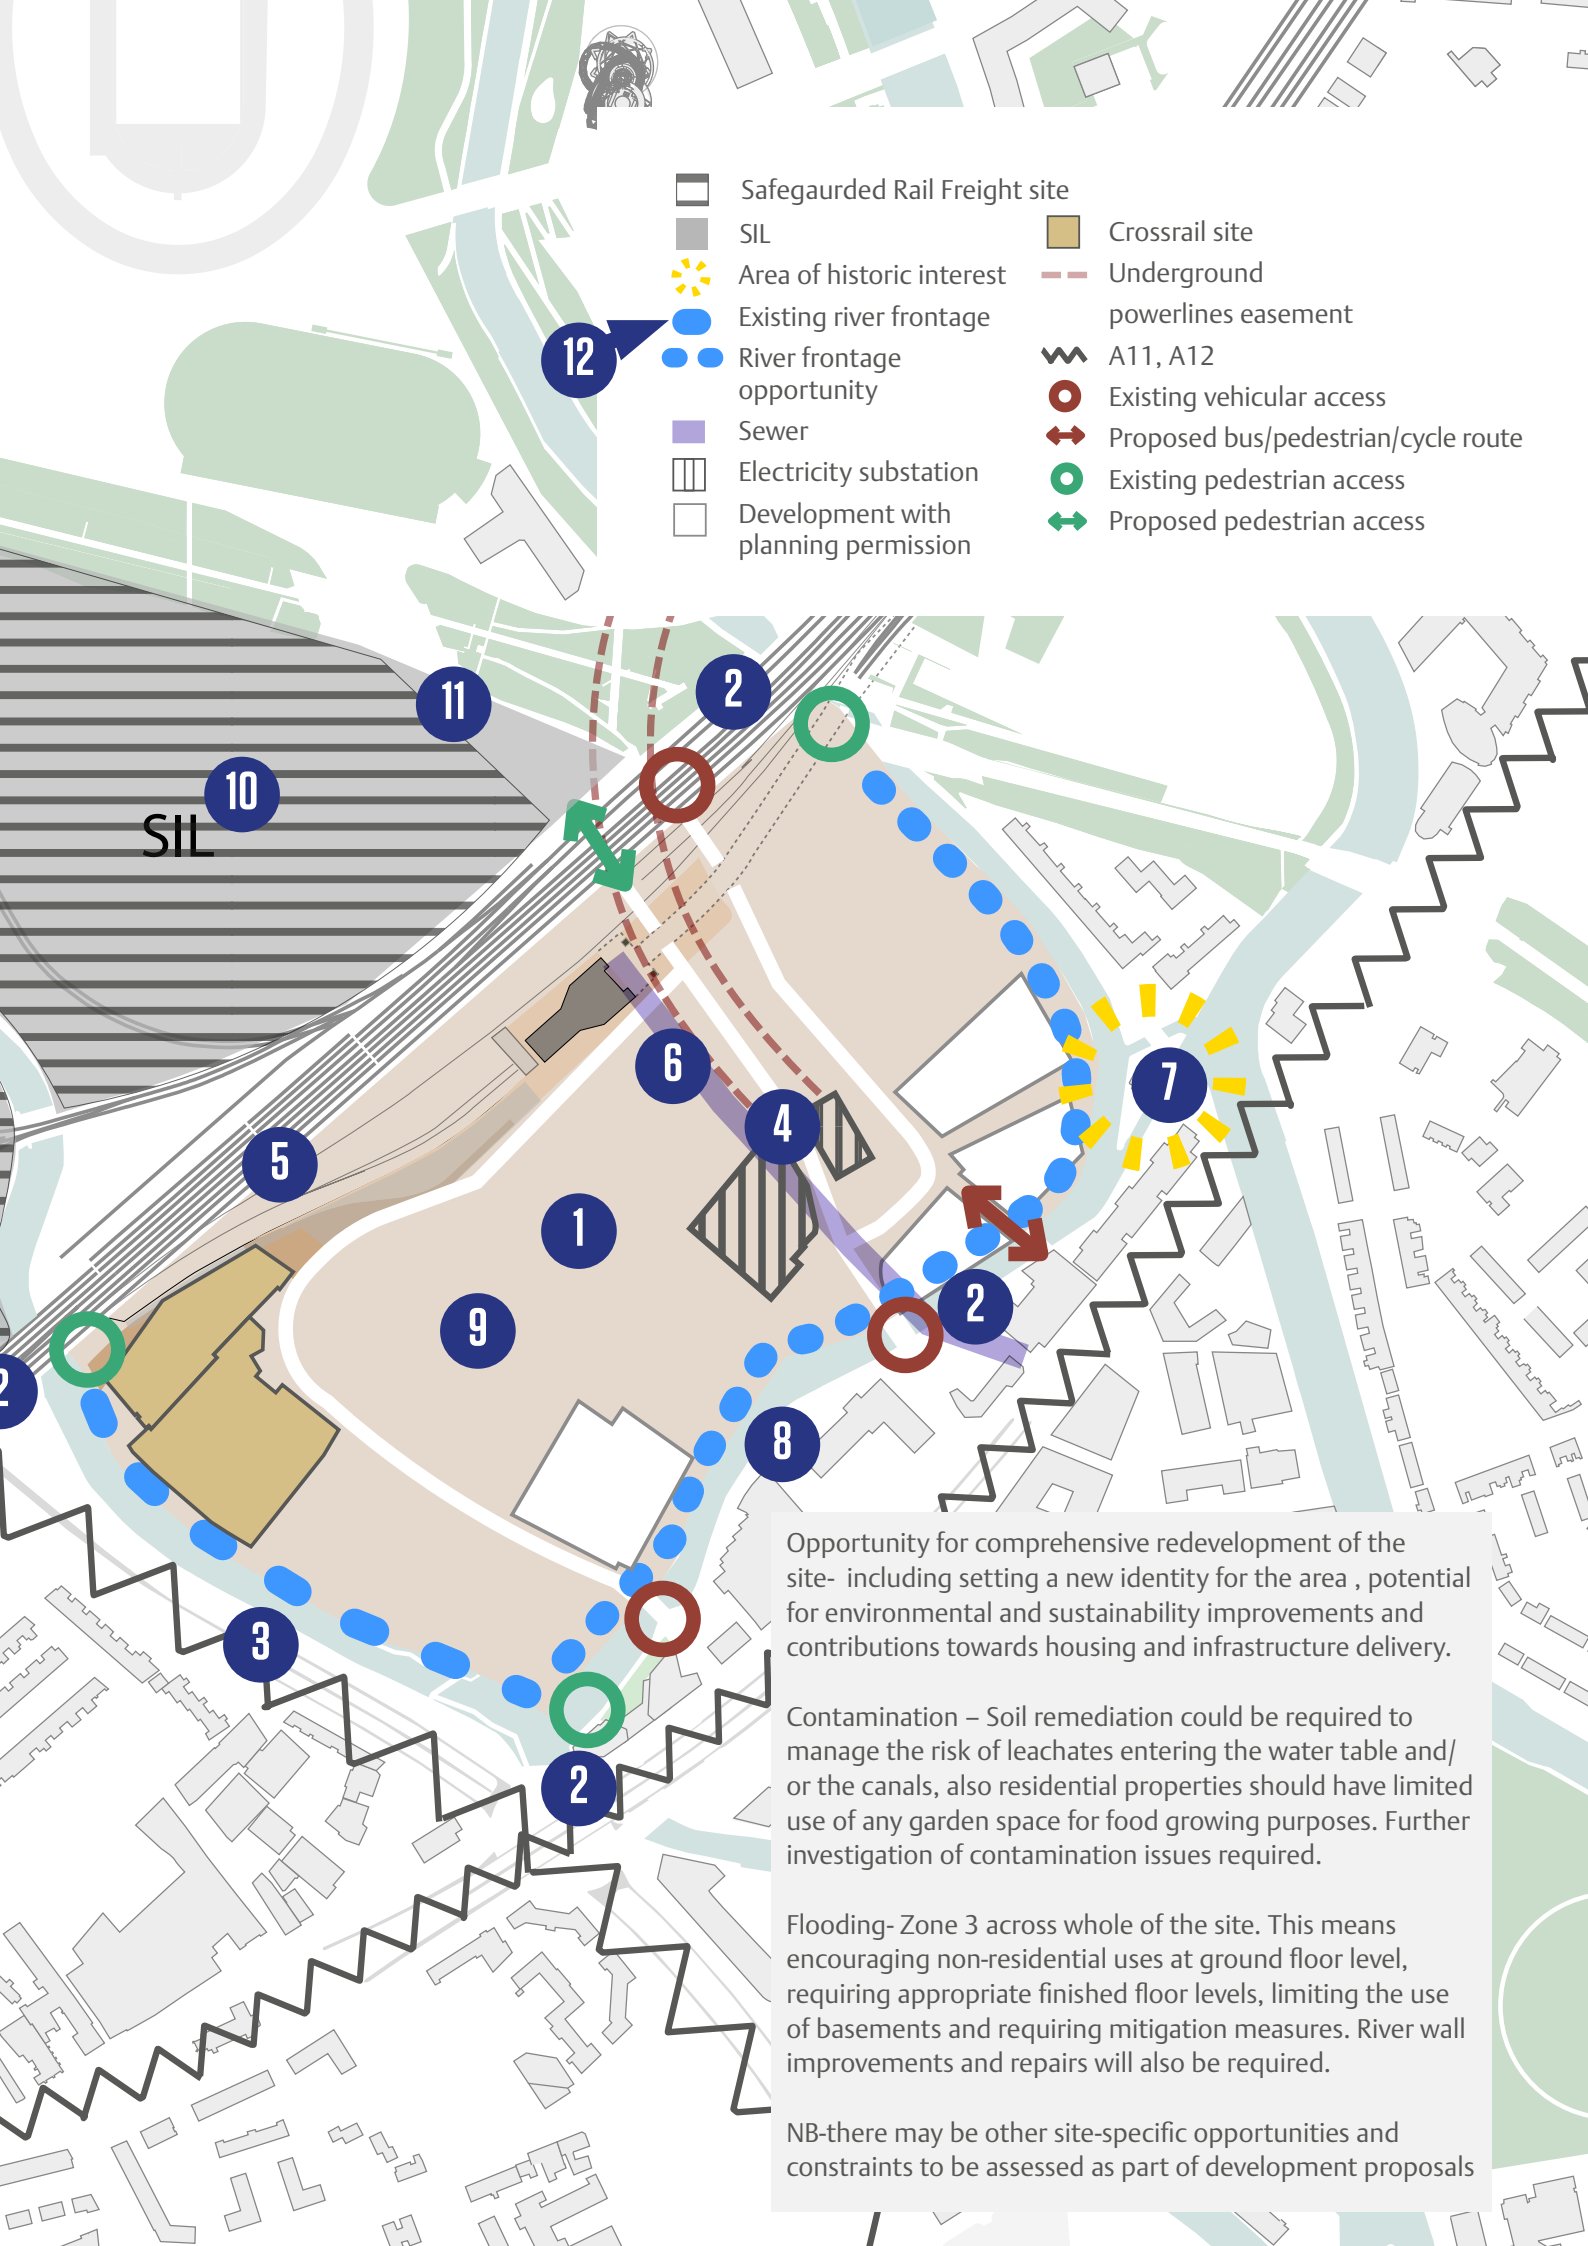 Safegaurded Rail Freight site
SIL
Area of historic interest
Existing river frontage
River frontage
opportunity
Sewer
Electricity substation
Development with
planning permission
Crossrail site
Underground
powerlines easement
A11, A12
Existing vehicular access
Proposed bus/pedestrian/cycle route
Existing pedestrian access
Proposed pedestrian access
12
11
2
10
SIL
6
7
4
5
1
9
2
2
8
3
2
Opportunity for comprehensive redevelopment of the
site- including setting a new identity for the area , potential
for environmental and sustainability improvements and
contributions towards housing and infrastructure delivery.
Contamination – Soil remediation could be required to
manage the risk of leachates entering the water table and/
or the canals, also residential properties should have limited
use of any garden space for food growing purposes. Further
investigation of contamination issues required.
Flooding- Zone 3 across whole of the site. This means
encouraging non-residential uses at ground floor level,
requiring appropriate finished floor levels, limiting the use
of basements and requiring mitigation measures. River wall
improvements and repairs will also be required.
NB-there may be other site-specific opportunities and
constraints to be assessed as part of development proposals